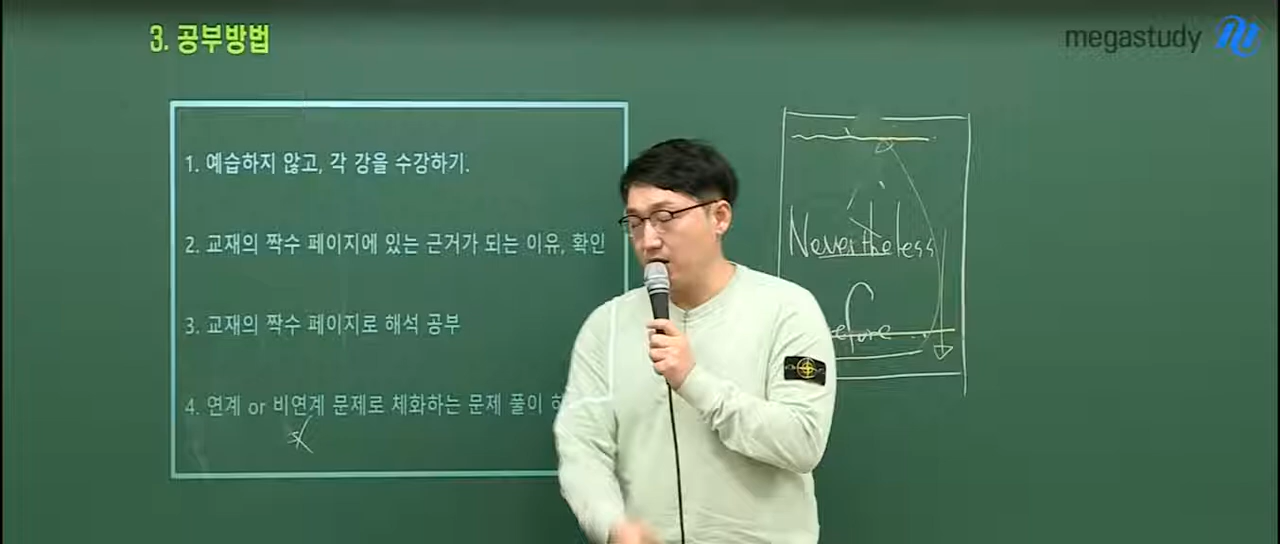 3. 공부방법
megastudy
1. 예습하지 않고, 각 강을 수강하기.
2. 교재의 짝수 페이지에 있는 근거가 되는 이유, 확인
3. 교재의 짝수 페이지로 해석 공부
4. 연계 or 비연계 문제로 체화하는 문제 풀이
Nevertheless
efore